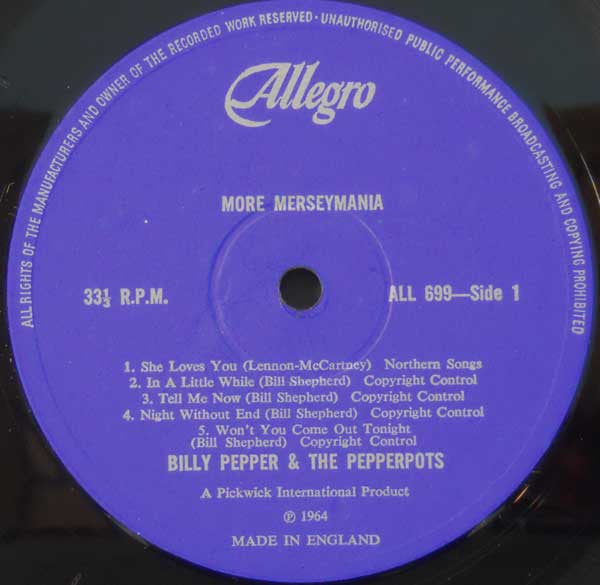 ALL RIGHTS OF THE MANUFACTURERS AND OWNER OF THE RECORDED WORK RESERVED · UNAUTHORISED PUBLIC PERFORMANCE BROADCASTING AND COPYING PROHIBITED
Allegro
MORE MERSEYMANIA
33⅓ R.P.M.
ALL 699—Side 1
1. She Loves You (Lennon-McCartney) Northern Songs
2. In A Little While (Bill Shepherd) Copyright Control
3. Tell Me Now (Bill Shepherd) Copyright Control
4. Night Without End (Bill Shepherd) Copyright Control
5. Won't You Come Out Tonight
(Bill Shepherd) Copyright Control
BILLY PEPPER & THE PEPPERPOTS
A Pickwick International Product
℗ 1964
MADE IN ENGLAND